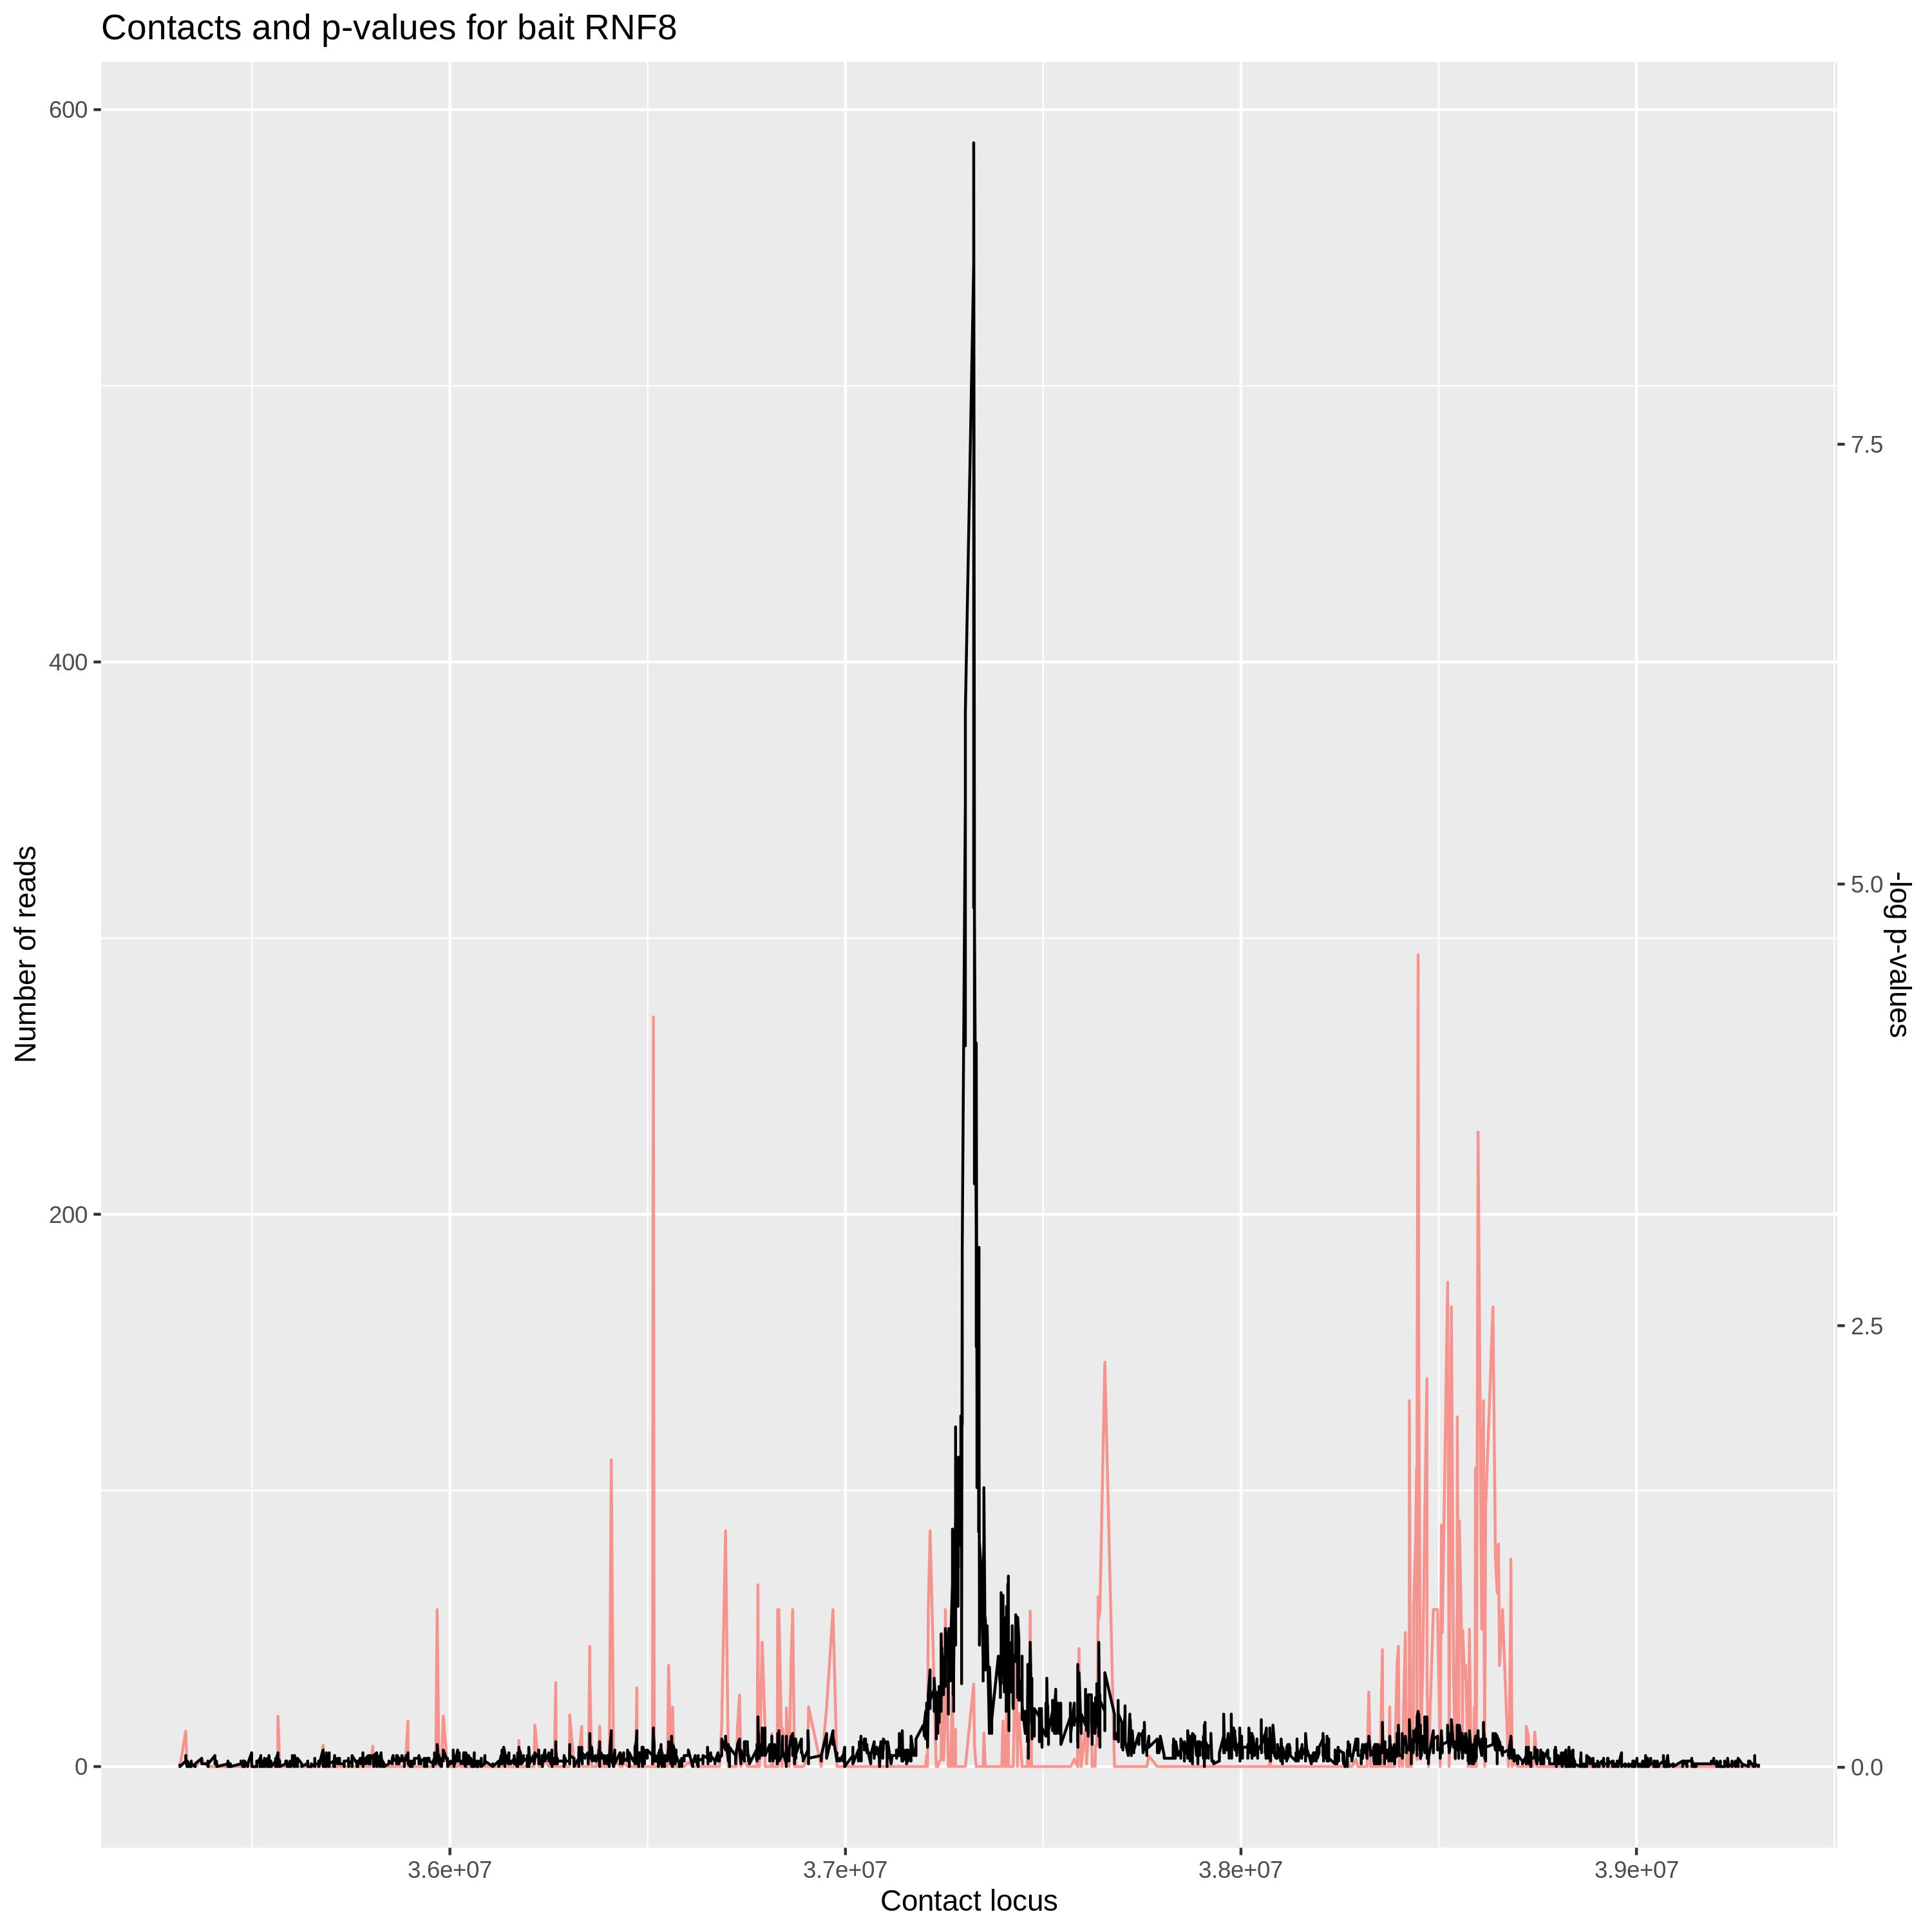 Contacts and p-values for bait RNF8
600
400
200
0
Number of reads
7.5
5.0
2.5
0.0
-log p-values
3.6e+07 3.7e+07 3.8e+07 3.9e+07
Contact locus